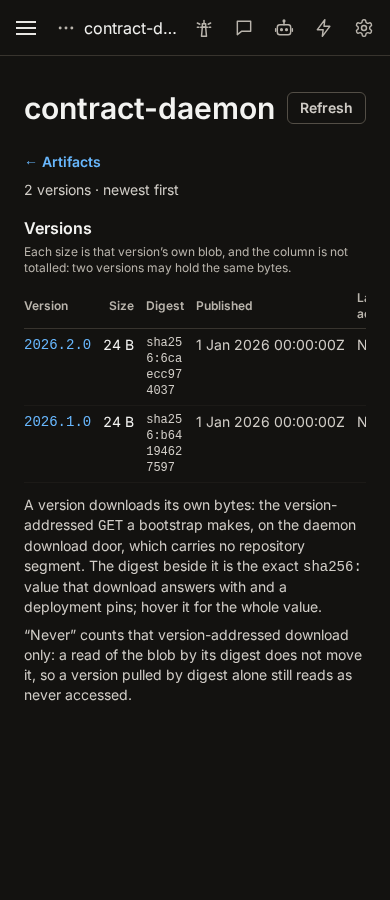 contract-d...
contract-daemon
Refresh
← Artifacts
2 versions · newest first
Versions
Each size is that version’s own blob, and the column is not
totalled: two versions may hold the same bytes.
Version Size Digest Published
2026.2.0 24 B sha25 1 Jan 2026 00:00:00Z N
6:6ca
ecc97
4037
2026.1.0 24 B sha25 1 Jan 2026 00:00:00Z N
6:b64
19462
7597
A version downloads its own bytes: the version-
addressed GET a bootstrap makes, on the daemon
download door, which carries no repository
segment. The digest beside it is the exact sha256:
value that download answers with and a
deployment pins; hover it for the whole value.
“Never” counts that version-addressed download
only: a read of the blob by its digest does not move
it, so a version pulled by digest alone still reads as
never accessed.